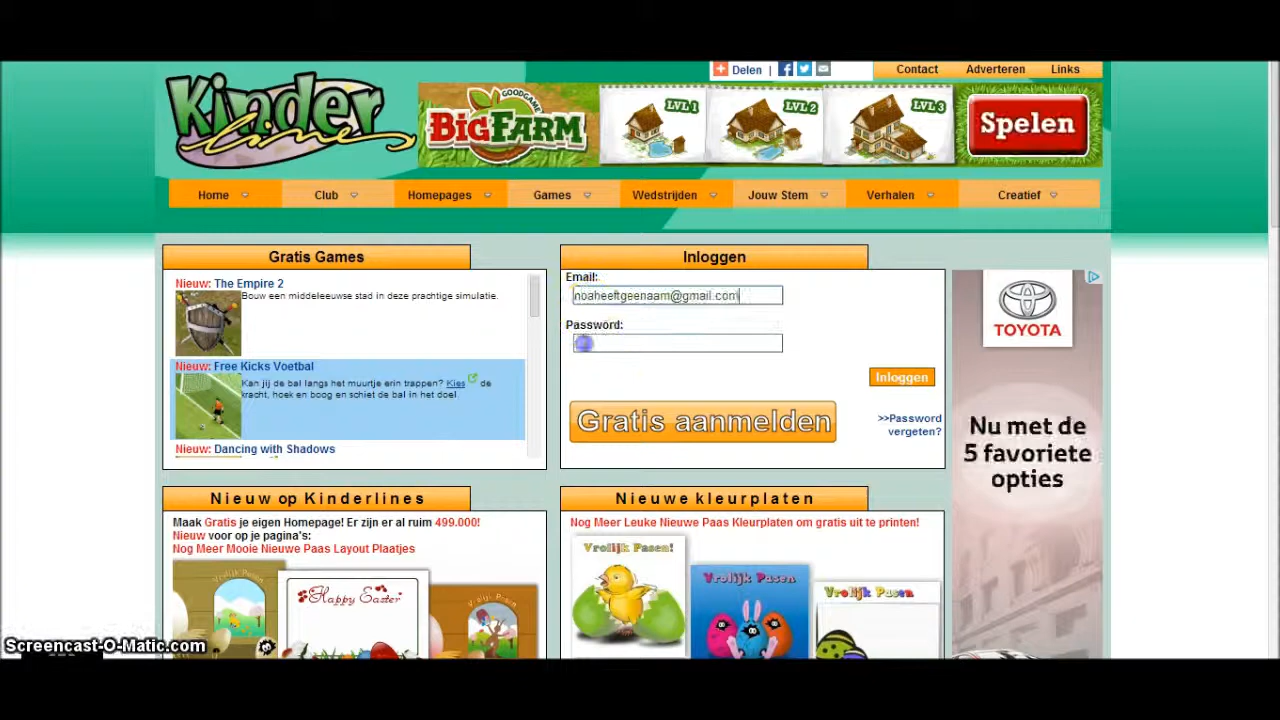 Kinder
lines
Delen |
Contact
Adverteren
Links
GOODGAME
BIGFARM
LVL 1
LVL 2
LVL 3
Spelen
Home
Club
Homepages
Games
Wedstrijden
Jouw Stem
Verhalen
Creatief
Gratis Games
Nieuw: The Empire 2
Bouw een middeleeuwse stad in deze prachtige simulatie.
Nieuw: Free Kicks Voetbal
Kan jij de bal langs het muurtje erin trappen? Kies de
kracht, hoek en boog en schiet de bal in het doel.
Nieuw: Dancing with Shadows
Inloggen
Email:
noaheeftgeenaam@gmail.com
Password:
Inloggen
Gratis aanmelden
>>Password
vergeten?
TOYOTA
Nu met de
5 favoriete
opties
Nieuw op Kinderlines
Maak Gratis je eigen Homepage! Er zijn er al ruim 499.000!
Nieuw voor op je pagina's:
Nog Meer Mooie Nieuwe Paas Layout Plaatjes
Vrolijk Pasen
Happy Easter
Vrolijk Pasen
Nieuwe kleurplaten
Nog Meer Leuke Nieuwe Paas Kleurplaten om gratis uit te printen!
Vrolijk Pasen!
Vrolijk Pasen
Vrolijk Pasen
Screencast-O-Matic.com